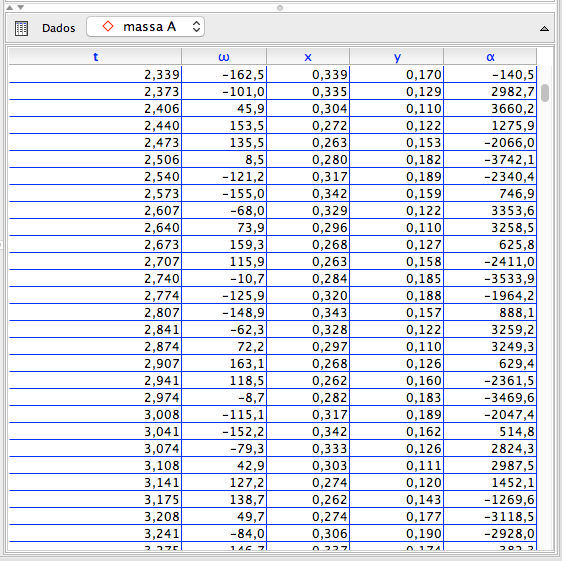 Dados massa A
t ω x y α
2,339 −162,5 0,339 0,170 −140,5
2,373 −101,0 0,335 0,129 2982,7
2,406 45,9 0,304 0,110 3660,2
2,440 153,5 0,272 0,122 1275,9
2,473 135,5 0,263 0,153 −2066,0
2,506 8,5 0,280 0,182 −3742,1
2,540 −121,2 0,317 0,189 −2340,4
2,573 −155,0 0,342 0,159 746,9
2,607 −68,0 0,329 0,122 3353,6
2,640 73,9 0,296 0,110 3258,5
2,673 159,3 0,268 0,127 625,8
2,707 115,9 0,263 0,158 −2411,0
2,740 −10,7 0,284 0,185 −3533,9
2,774 −125,9 0,320 0,188 −1964,2
2,807 −148,9 0,343 0,157 888,1
2,841 −62,3 0,328 0,122 3259,2
2,874 72,2 0,297 0,110 3249,3
2,907 163,1 0,268 0,126 629,4
2,941 118,5 0,262 0,160 −2361,5
2,974 −8,7 0,282 0,183 −3469,6
3,008 −115,1 0,317 0,189 −2047,4
3,041 −152,2 0,342 0,162 514,8
3,074 −79,3 0,333 0,126 2824,3
3,108 42,9 0,303 0,111 2987,5
3,141 127,2 0,274 0,120 1452,1
3,175 138,7 0,262 0,143 −1269,6
3,208 49,7 0,274 0,177 −3118,5
3,241 −84,0 0,306 0,190 −2928,0